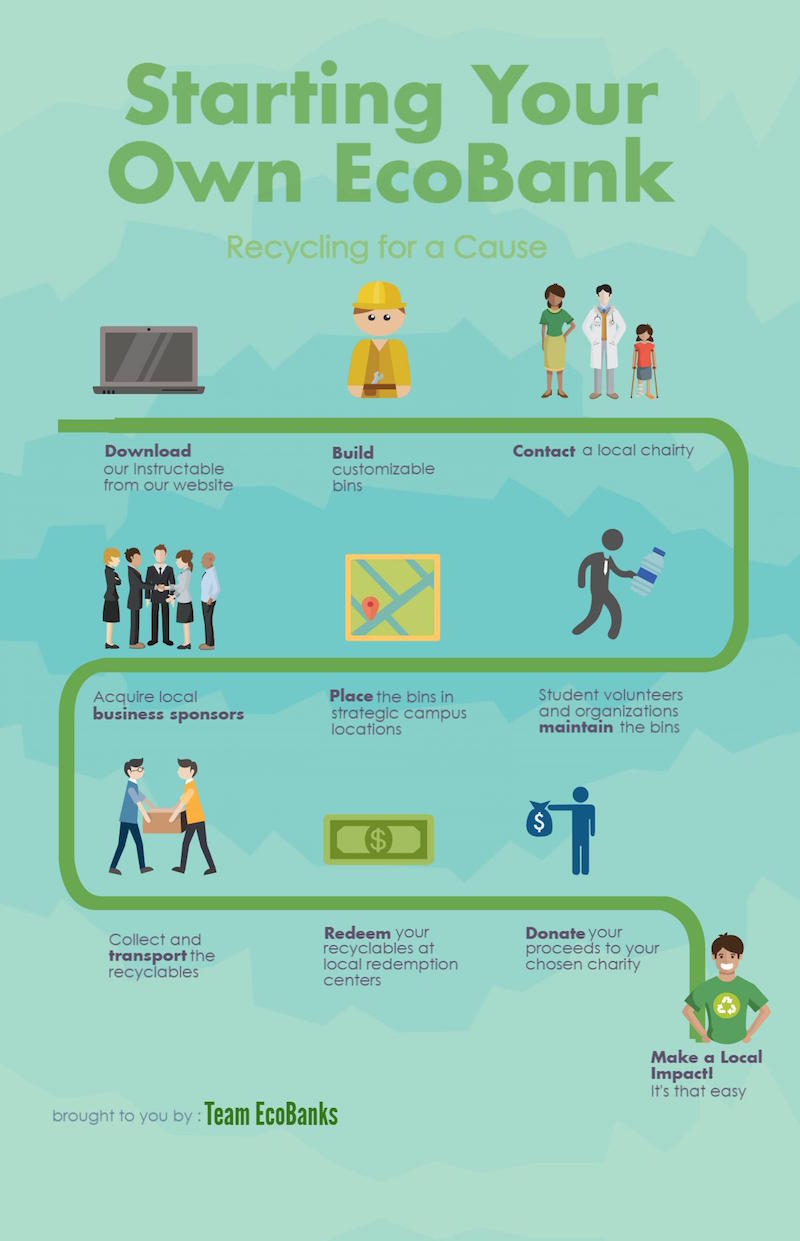 Starting Your
Own EcoBank
Recycling for a Cause
Download
our Instructable
from our website
Build
customizable
bins
Contact a local chairty
Acquire local
business sponsors
Place the bins in
strategic campus
locations
Student volunteers
and organizations
maintain the bins
$
$
Collect and
transport the
recyclables
Redeem your
recyclables at
local redemption
centers
Donate your
proceeds to your
chosen charity
Make a Local
Impact!
It's that easy
brought to you by : Team EcoBanks